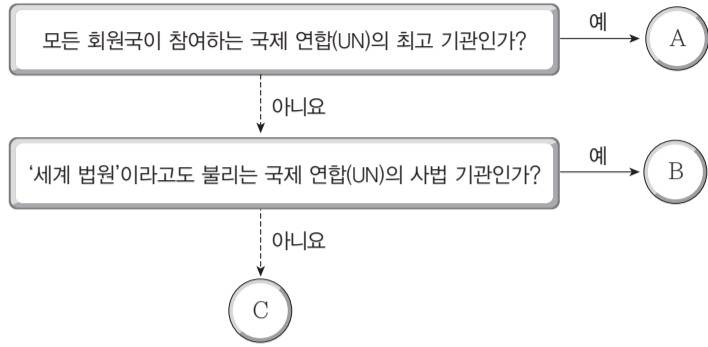 모든 회원국이 참여하는 국제 연합(UN)의 최고 기관인가?
예
A
아니요
‘세계 법원’이라고도 불리는 국제 연합(UN)의 사법 기관인가?
예
B
아니요
C